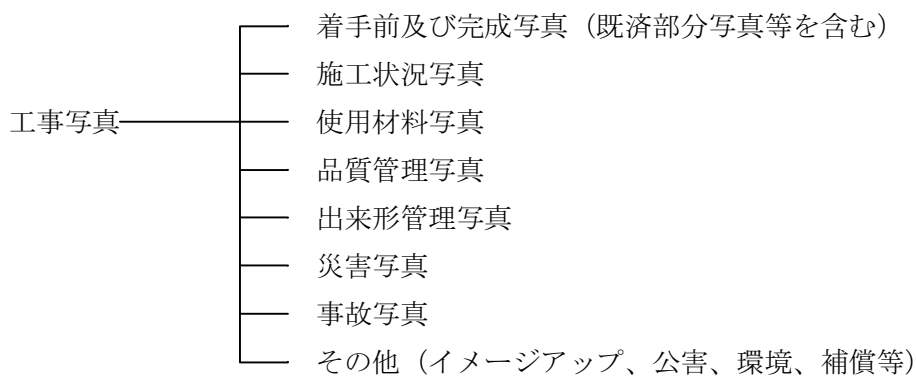 着手前及び完成写真（既済部分写真等を含む）
施工状況写真
工事写真
使用材料写真
品質管理写真
出来形管理写真
災害写真
事故写真
その他（イメージアップ、公害、環境、補償等）